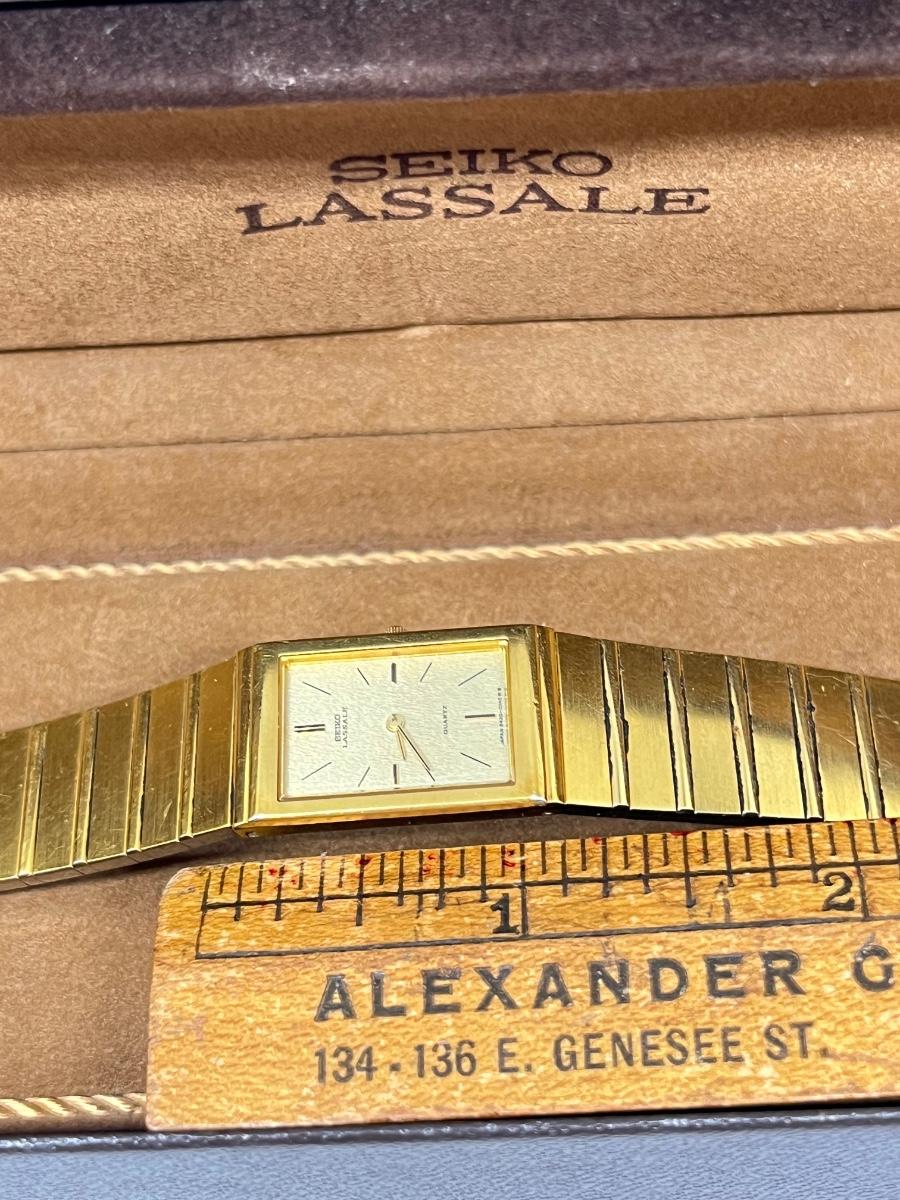 SEIKO
LASSALE
SEIKO
LASSALE
QUARTZ
1
2
ALEXANDER
134-136 E. GENESEE ST.